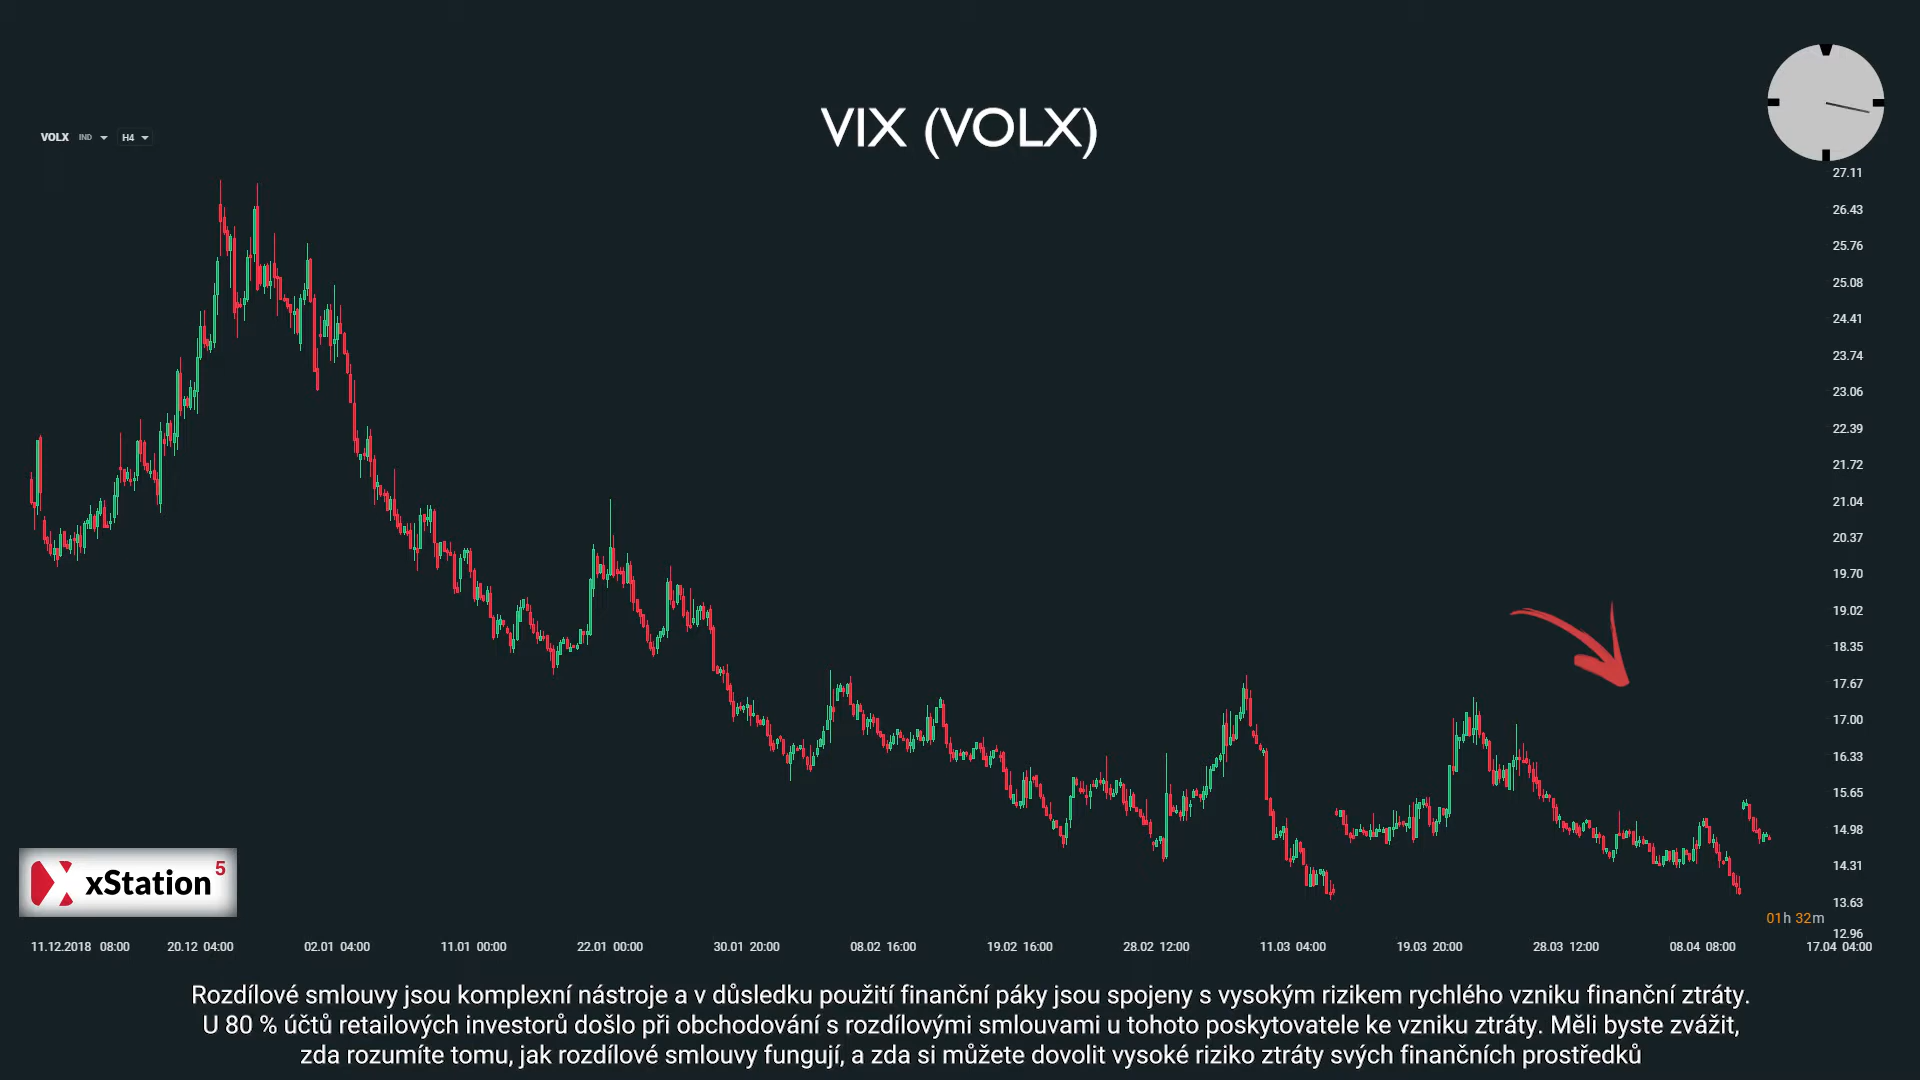 VIX (VOLX)
VOLX IND H4
27.11
26.43
25.76
25.08
24.41
23.74
23.06
22.39
21.72
21.04
20.37
19.70
19.02
18.35
17.67
17.00
16.33
15.65
14.98
14.31
13.63
12.96
xStation5
01h 32m
11.12.2018 08:00 20.12 04:00 02.01 04:00 11.01 00:00 22.01 00:00 30.01 20:00 08.02 16:00 19.02 16:00 28.02 12:00 11.03 04:00 19.03 20:00 28.03 12:00 08.04 08:00 17.04 04:00
Rozdílové smlouvy jsou komplexní nástroje a v důsledku použití finanční páky jsou spojeny s vysokým rizikem rychlého vzniku finanční ztráty.
U 80 % účtů retailových investorů došlo při obchodování s rozdílovými smlouvami u tohoto poskytovatele ke vzniku ztráty. Měli byste zvážit,
zda rozumíte tomu, jak rozdílové smlouvy fungují, a zda si můžete dovolit vysoké riziko ztráty svých finančních prostředků